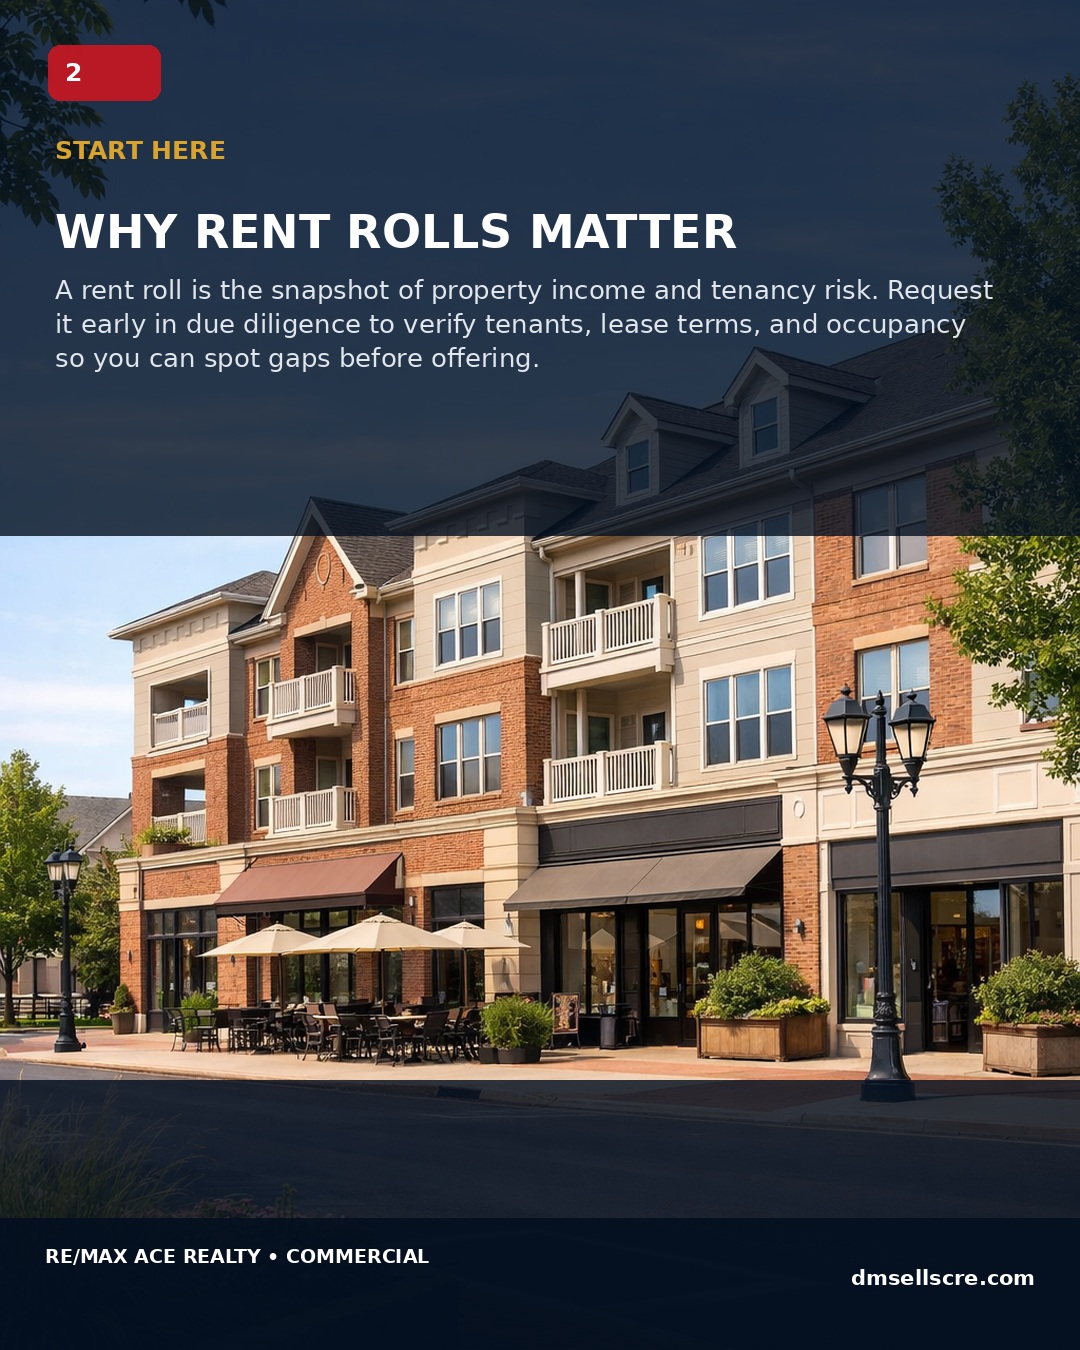 2
START HERE
WHY RENT ROLLS MATTER
A rent roll is the snapshot of property income and tenancy risk. Request
it early in due diligence to verify tenants, lease terms, and occupancy
so you can spot gaps before offering.
RE/MAX ACE REALTY • COMMERCIAL
dmsellscre.com